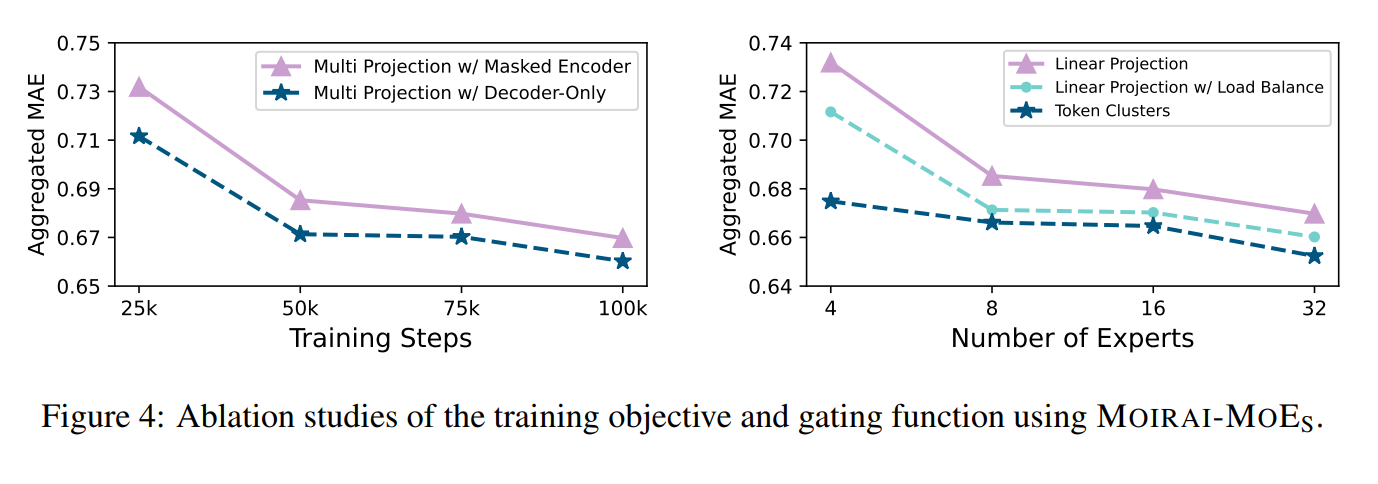 0.75
0.73
0.71
0.69
0.67
0.65
Aggregated MAE
Multi Projection w/ Masked Encoder
Multi Projection w/ Decoder-Only
25k 50k 75k 100k
Training Steps
0.74
0.72
0.70
0.68
0.66
0.64
Aggregated MAE
Linear Projection
Linear Projection w/ Load Balance
Token Clusters
4 8 16 32
Number of Experts
Figure 4: Ablation studies of the training objective and gating function using MOIRAI-MOES.